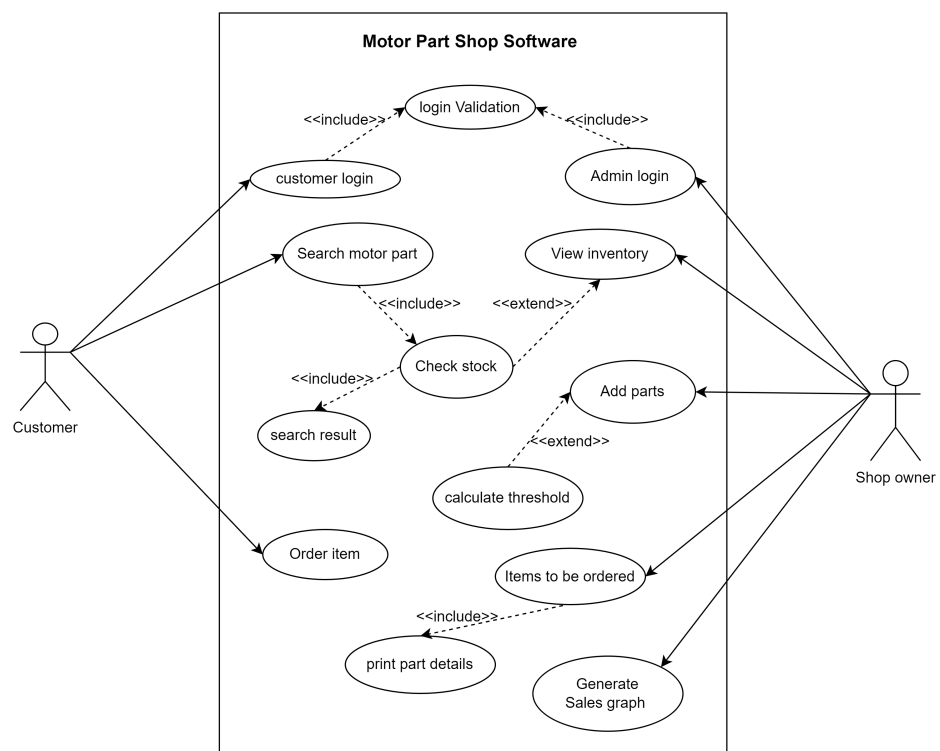 Motor Part Shop Software
login Validation
<<include>>
<<include>>
customer login
Admin login
Search motor part
View inventory
<<include>>
<<extend>>
Check stock
<<include>>
Add parts
Customer
search result
<<extend>>
Shop owner
calculate threshold
Order item
Items to be ordered
<<include>>
print part details
Generate
Sales graph